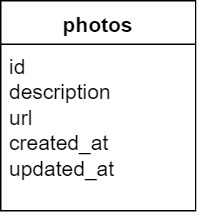 photos
id
description
url
created_at
updated_at